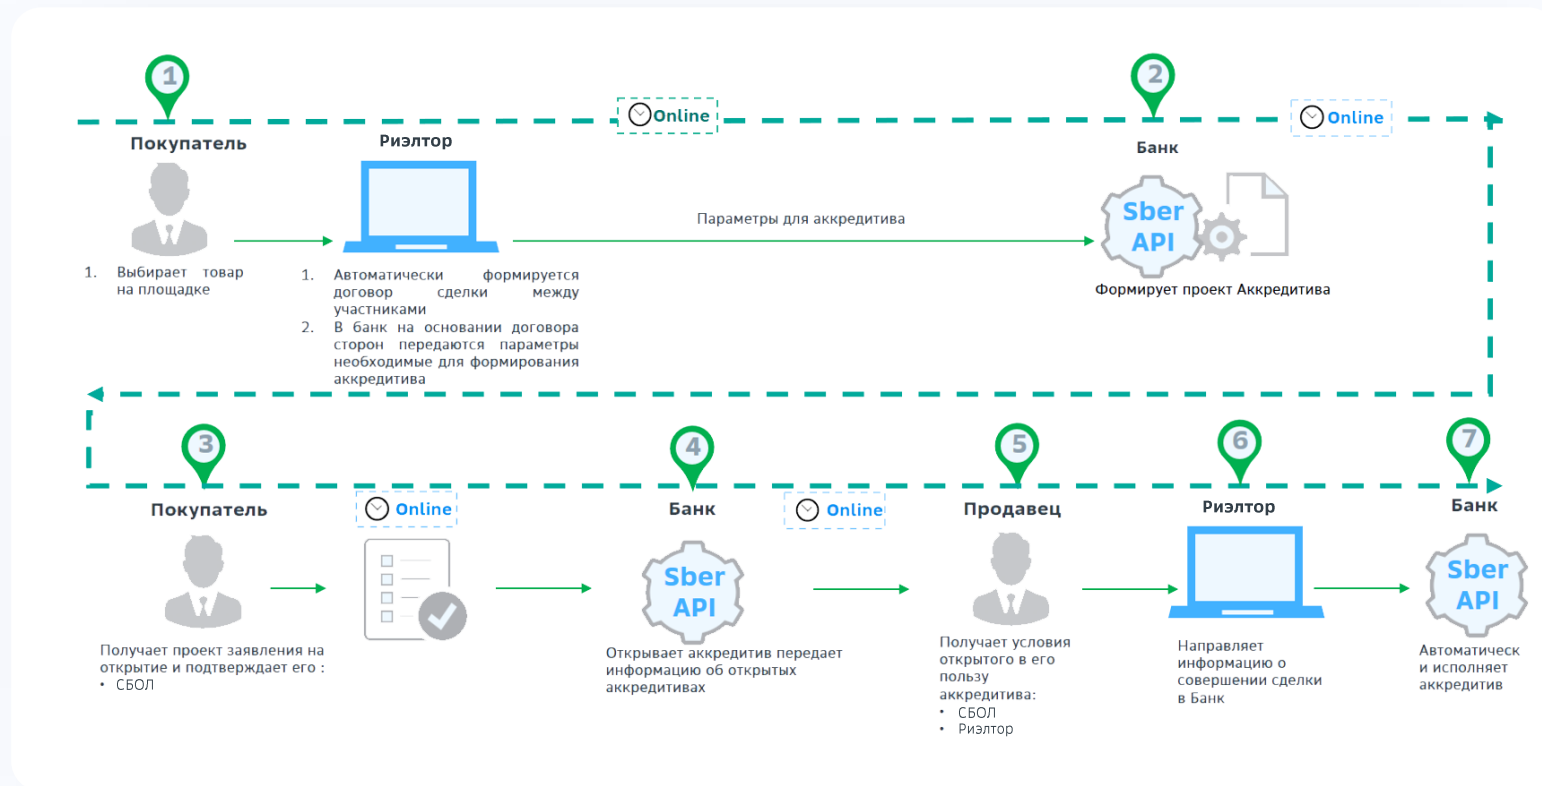 1
2
Online
Online
Покупатель
Риэлтор
Банк
Sber
API
Параметры для аккредитива
1. Выбирает товар
на площадке
1. Автоматически формируется
договор сделки между
участниками
2. В банк на основании договора
сторон передаются параметры
необходимые для формирования
аккредитива
Формирует проект Аккредитива
3
4
5
6
7
Покупатель
Online
Банк
Online
Продавец
Риэлтор
Банк
Sber
API
Sber
API
Получает проект заявления на
открытие и подтверждает его :
• СБОЛ
Открывает аккредитив передает
информацию об открытых
аккредитивах
Получает условия
открытого в его
пользу
аккредитива:
• СБОЛ
• Риэлтор
Направляет
информацию о
совершении сделки
в Банк
Автоматическ
и исполняет
аккредитив